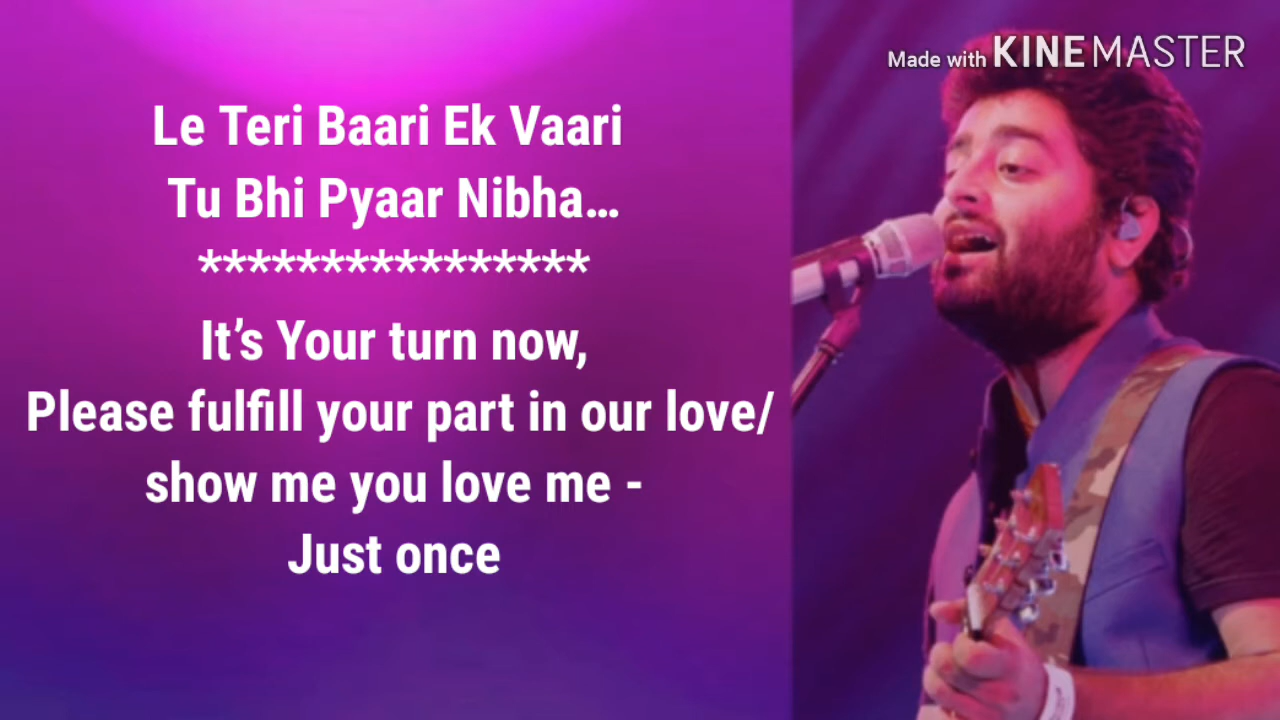 Made with KINEMASTER
Le Teri Baari Ek Vaari
Tu Bhi Pyaar Nibha...
****************
It’s Your turn now,
Please fulfill your part in our love/
show me you love me -
Just once